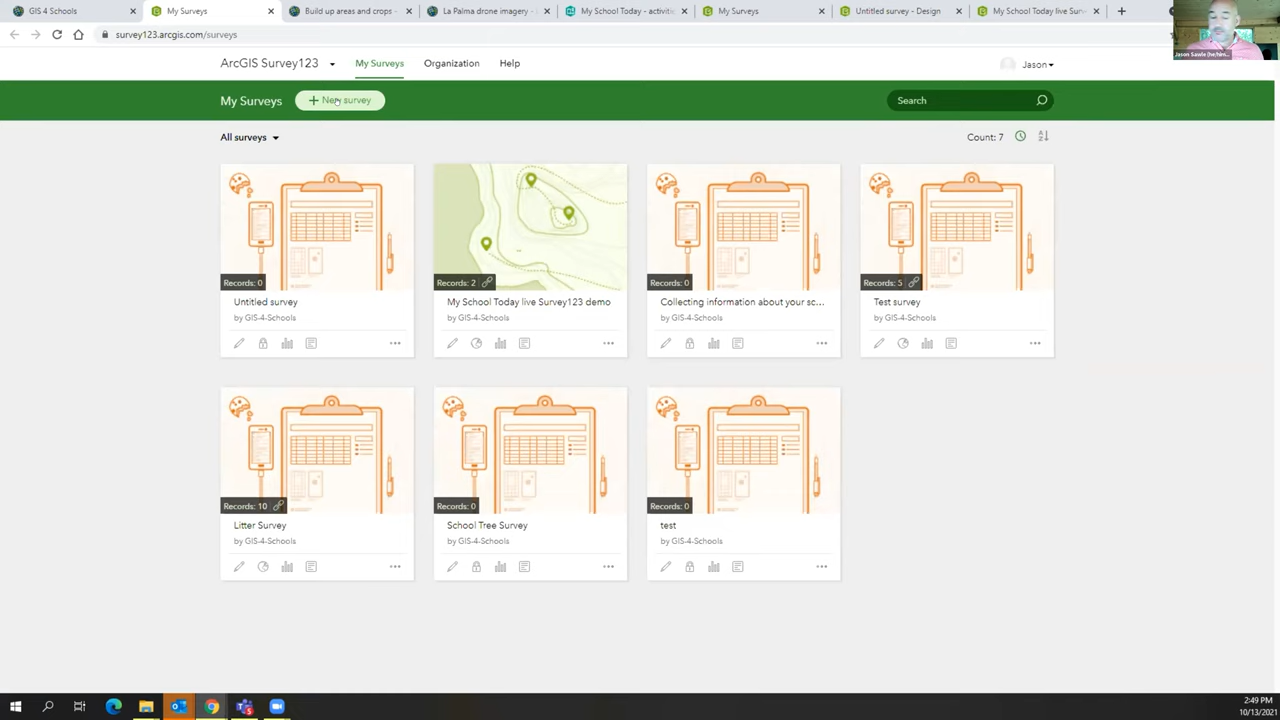 GIS 4 Schools
My Surveys
Build up areas and crops -
La Palma drone imagery -
My School Today - activiti
My Surveys
Untitled survey - Design
My School Today live Surv
survey123.arcgis.com/surveys
Jason Sawle (he/him
ArcGIS Survey123
My Surveys
Organization
Help
Jason
My Surveys
New survey
Search
All surveys
Count: 7
Records: 0
Records: 2
Records: 0
Records: 5
Untitled survey
My School Today live Survey123 demo
Collecting information about your sc...
Test survey
by GIS-4-Schools
by GIS-4-Schools
by GIS-4-Schools
by GIS-4-Schools
Records: 10
Records: 0
Records: 0
Litter Survey
School Tree Survey
test
by GIS-4-Schools
by GIS-4-Schools
by GIS-4-Schools
2:49 PM
10/13/2021